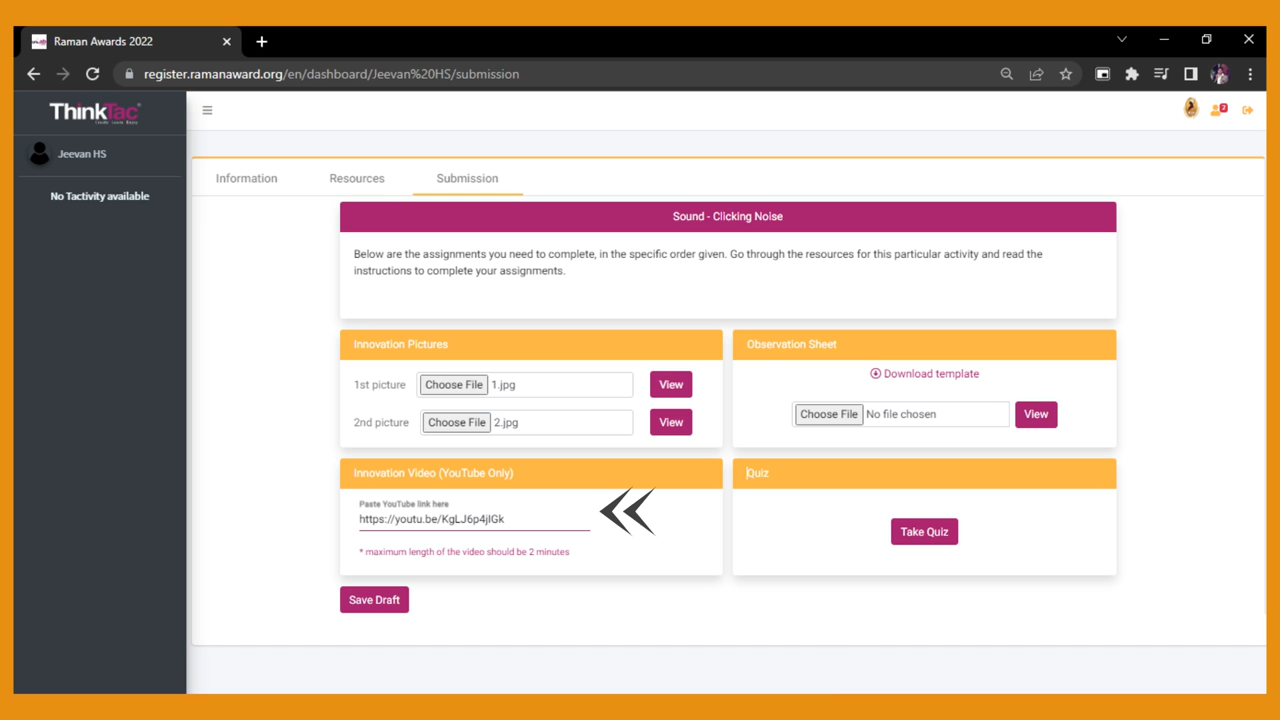 Raman Awards 2022
register.ramanaward.org/en/dashboard/Jeevan%20HS/submission
ThinkTac
2
Jeevan HS
No Tactivity available
Information
Resources
Submission
Sound - Clicking Noise
Below are the assignments you need to complete, in the specific order given. Go through the resources for this particular activity and read the
instructions to complete your assignments.
Innovation Pictures
1st picture Choose File 1.jpg View
2nd picture Choose File 2.jpg View
Observation Sheet
Download template
Choose File No file chosen View
Innovation Video (YouTube Only)
Paste YouTube link here
https://youtu.be/KgLJ6p4jIGk
* maximum length of the video should be 2 minutes
Quiz
Take Quiz
Save Draft